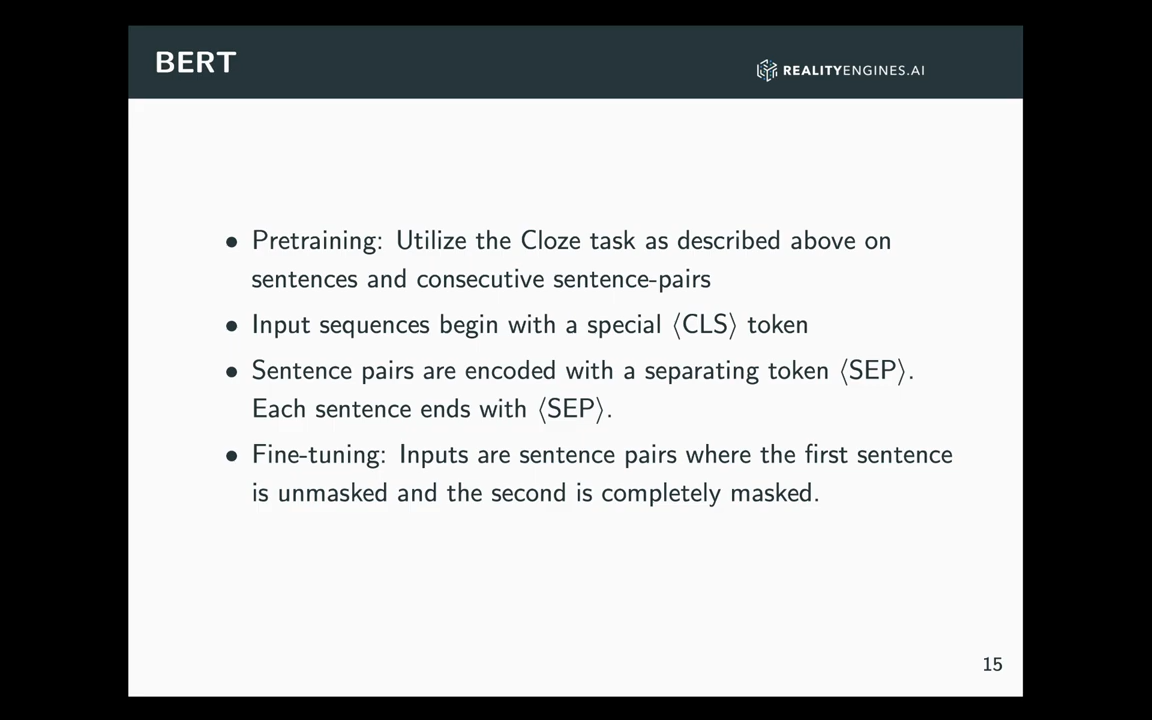 BERT
REALITYENGINES.AI
• Pretraining: Utilize the Cloze task as described above on
sentences and consecutive sentence-pairs
• Input sequences begin with a special ⟨CLS⟩ token
• Sentence pairs are encoded with a separating token ⟨SEP⟩.
Each sentence ends with ⟨SEP⟩.
• Fine-tuning: Inputs are sentence pairs where the first sentence
is unmasked and the second is completely masked.
15